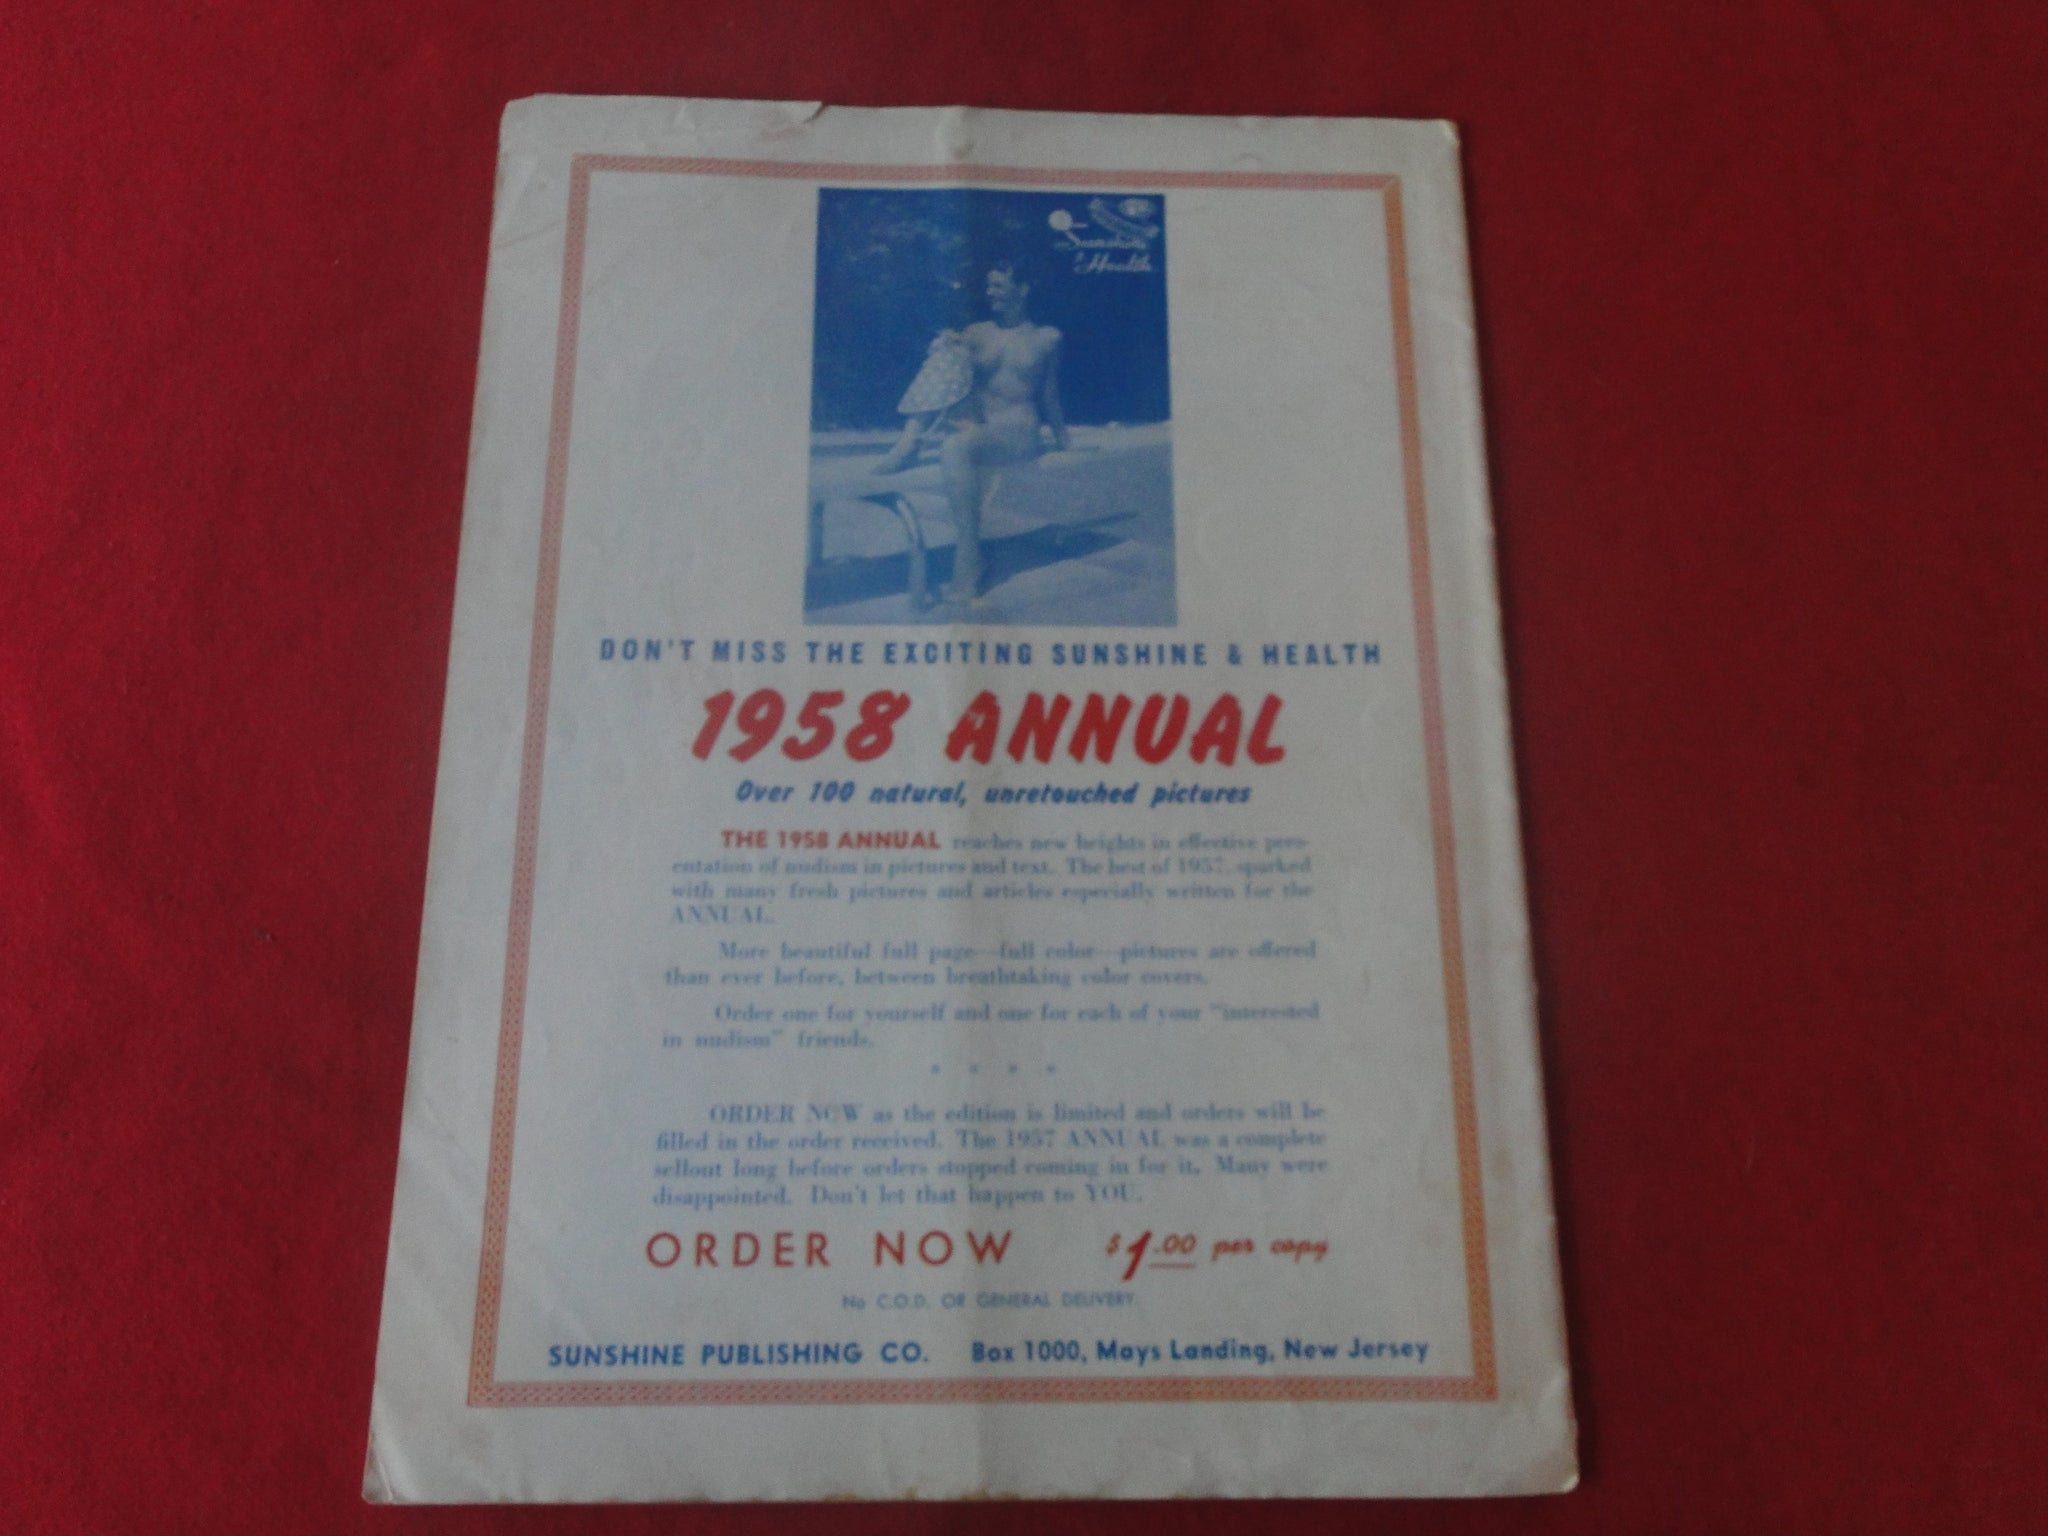 Sunshine
& Health
DON'T MISS THE EXCITING SUNSHINE & HEALTH
1958 ANNUAL
Over 100 natural, unretouched pictures
THE 1958 ANNUAL reaches new heights in effective pres-
entation of nudism in pictures and text. The best of 1957, sparked
with many fresh pictures and articles especially written for the
ANNUAL.
More beautiful full page—full color—pictures are offered
than ever before, between breathtaking color covers.
Order one for yourself and one for each of your "interested
in nudism" friends.
* * * *
ORDER NOW as the edition is limited and orders will be
filled in the order received. The 1957 ANNUAL was a complete
sellout long before orders stopped coming in for it. Many were
disappointed. Don't let that happen to YOU.
ORDER NOW $1.00 per copy
No C.O.D. OR GENERAL DELIVERY.
SUNSHINE PUBLISHING CO. Box 1000, Mays Landing, New Jersey